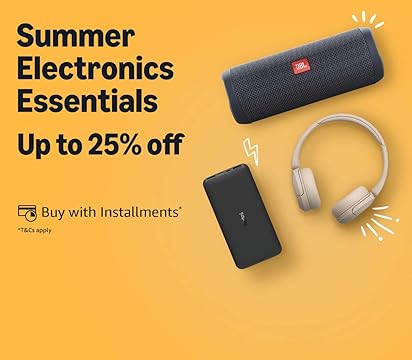 Summer
Electronics
Essentials
Up to 25% off
Buy with Installments*
*T&Cs apply
JBL